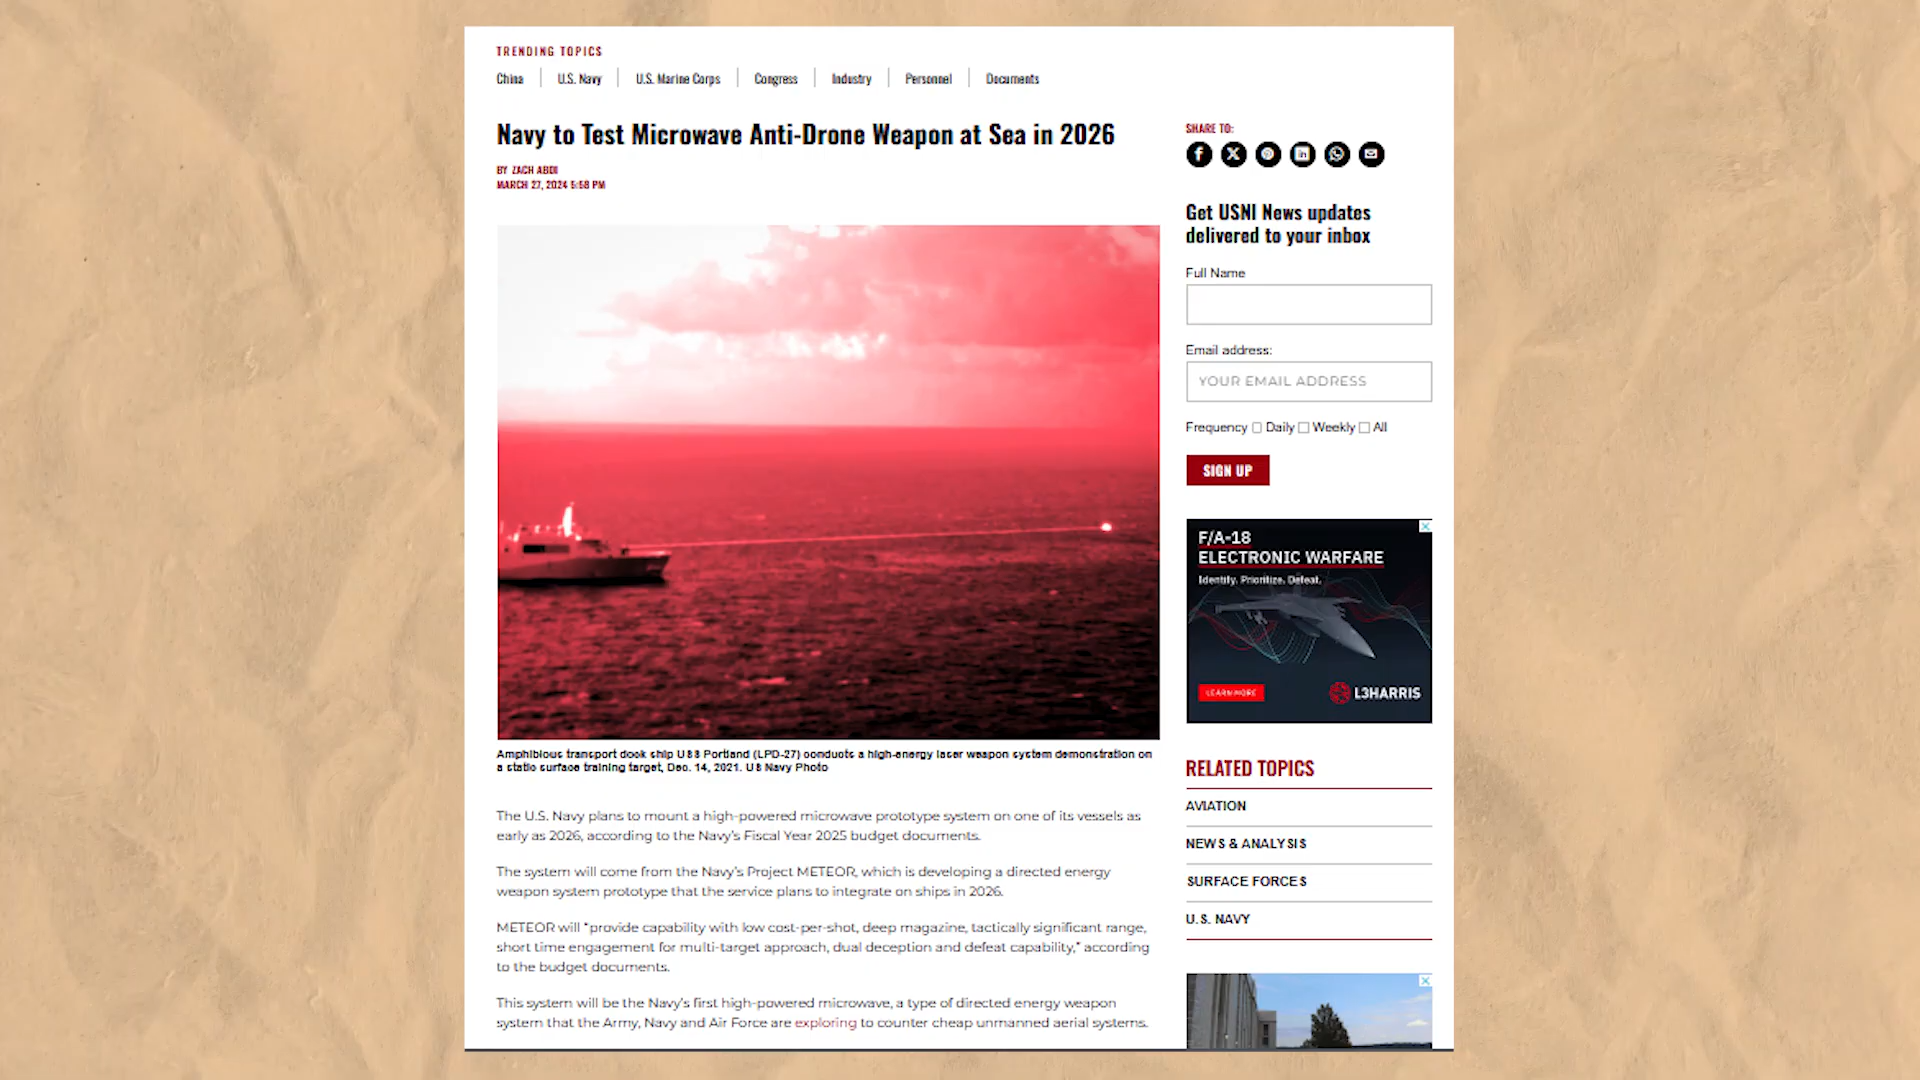 TRENDING TOPICS
China
U.S. Navy
U.S. Marine Corps
Congress
Industry
Personnel
Documents
Navy to Test Microwave Anti-Drone Weapon at Sea in 2026
BY ZACH ABDI
MARCH 27, 2024 5:58 PM
Amphibious transport dock ship USS Portland (LPD-27) conducts a high-energy laser weapon system demonstration on
a static surface training target, Dec. 14, 2021. US Navy Photo
The U.S. Navy plans to mount a high-powered microwave prototype system on one of its vessels as
early as 2026, according to the Navy's Fiscal Year 2025 budget documents.
The system will come from the Navy's Project METEOR, which is developing a directed energy
weapon system prototype that the service plans to integrate on ships in 2026.
METEOR will "provide capability with low cost-per-shot, deep magazine, tactically significant range,
short time engagement for multi-target approach, dual deception and defeat capability," according
to the budget documents.
This system will be the Navy's first high-powered microwave, a type of directed energy weapon
system that the Army, Navy and Air Force are exploring to counter cheap unmanned aerial systems.
SHARE TO:
Get USNI News updates
delivered to your inbox
Full Name
Email address:
YOUR EMAIL ADDRESS
Frequency Daily Weekly All
SIGN UP
F/A-18
ELECTRONIC WARFARE
Identify. Prioritize. Defeat.
LEARN MORE
L3HARRIS
RELATED TOPICS
AVIATION
NEWS & ANALYSIS
SURFACE FORCES
U.S. NAVY